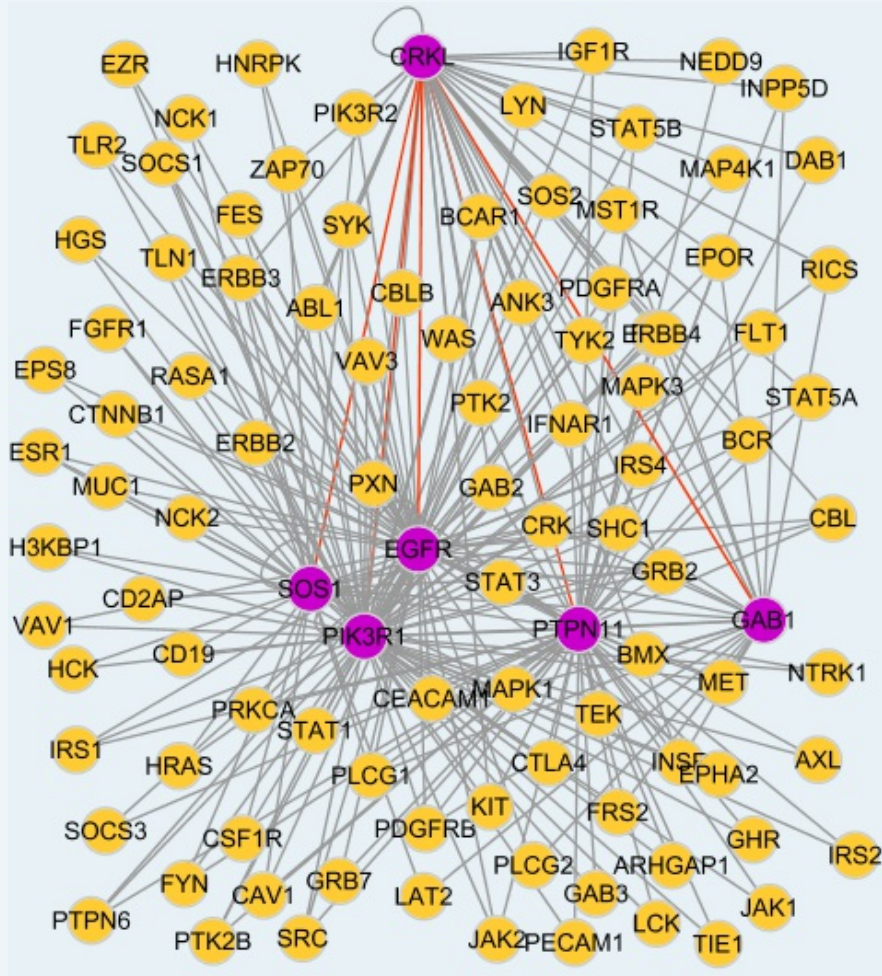 CRKL
IGF1R
NEDD9
EZR
HNRPK
INPP5D
LYN
PIK3R2
NCK1
STAT5B
TLR2
SOCS1
ZAP70
MAP4K1
DAB1
SOS2
MST1R
FES
SYK
BCAR1
HGS
TLN1
EPOR
RICS
ERBB3
ABL1
CBLB
ANK3
PDGFRA
FGFR1
WAS
TYK2
ERBB4
FLT1
VAV3
EPS8
RASA1
MAPK3
STAT5A
CTNNB1
PTK2
IFNAR1
ERBB2
BCR
ESR1
IRS4
MUC1
PXN
GAB2
NCK2
CRK
SHC1
CBL
H3KBP1
EGFR
GRB2
STAT3
SOS1
CD2AP
VAV1
PIK3R1
PTPN11
GAB1
HCK
CD19
BMX
NTRK1
MET
CEACAM1
MAPK1
PRKCA
TEK
IRS1
STAT1
HRAS
PLCG1
CTLA4
EPHA2
AXL
SOCS3
CSF1R
PDGFRB
KIT
FRS2
GHR
IRS2
FYN
CAV1
GRB7
PLCG2
ARHGAP1
LAT2
GAB3
PTPN6
JAK1
LCK
PTK2B
SRC
JAK2
PECAM1
TIE1